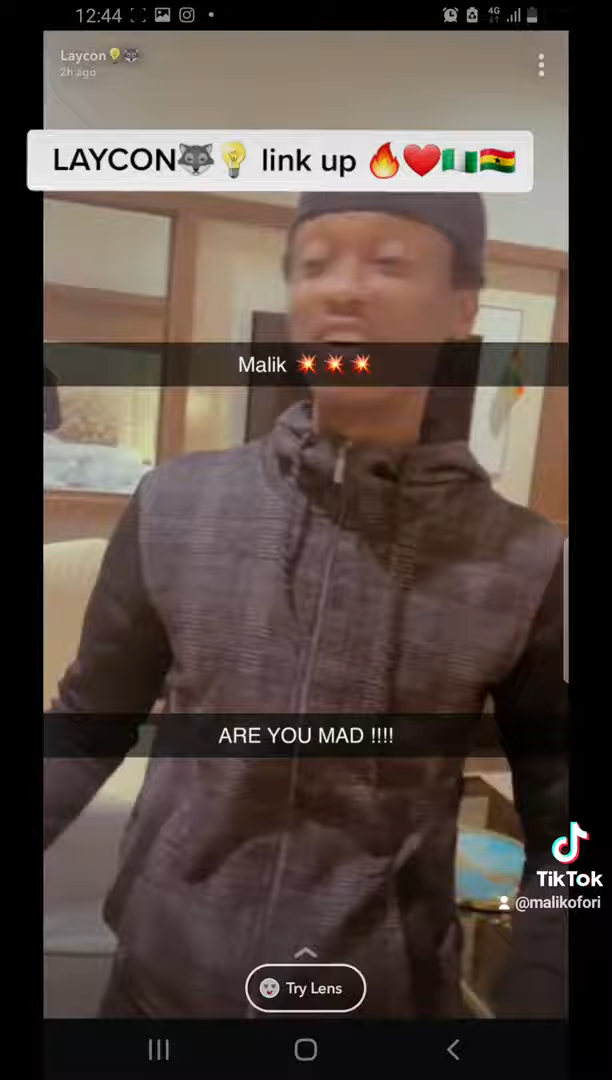 12:44
4G
Laycon💡🐺
2h ago
LAYCON🐺💡 link up 🔥❤️🇳🇬🇬🇭
Malik 💥 💥 💥
ARE YOU MAD !!!!
TikTok
@malikofori
Try Lens